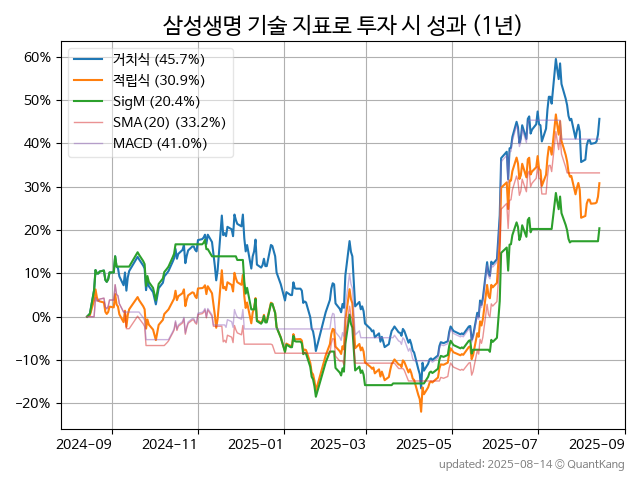 삼성생명 기술 지표로 투자 시 성과 (1년)
60%
50%
40%
30%
20%
10%
0%
−10%
−20%
거치식 (45.7%)
적립식 (30.9%)
SigM (20.4%)
SMA(20) (33.2%)
MACD (41.0%)
2024-09
2024-11
2025-01
2025-03
2025-05
2025-07
2025-09
updated: 2025-08-14 © QuantKang